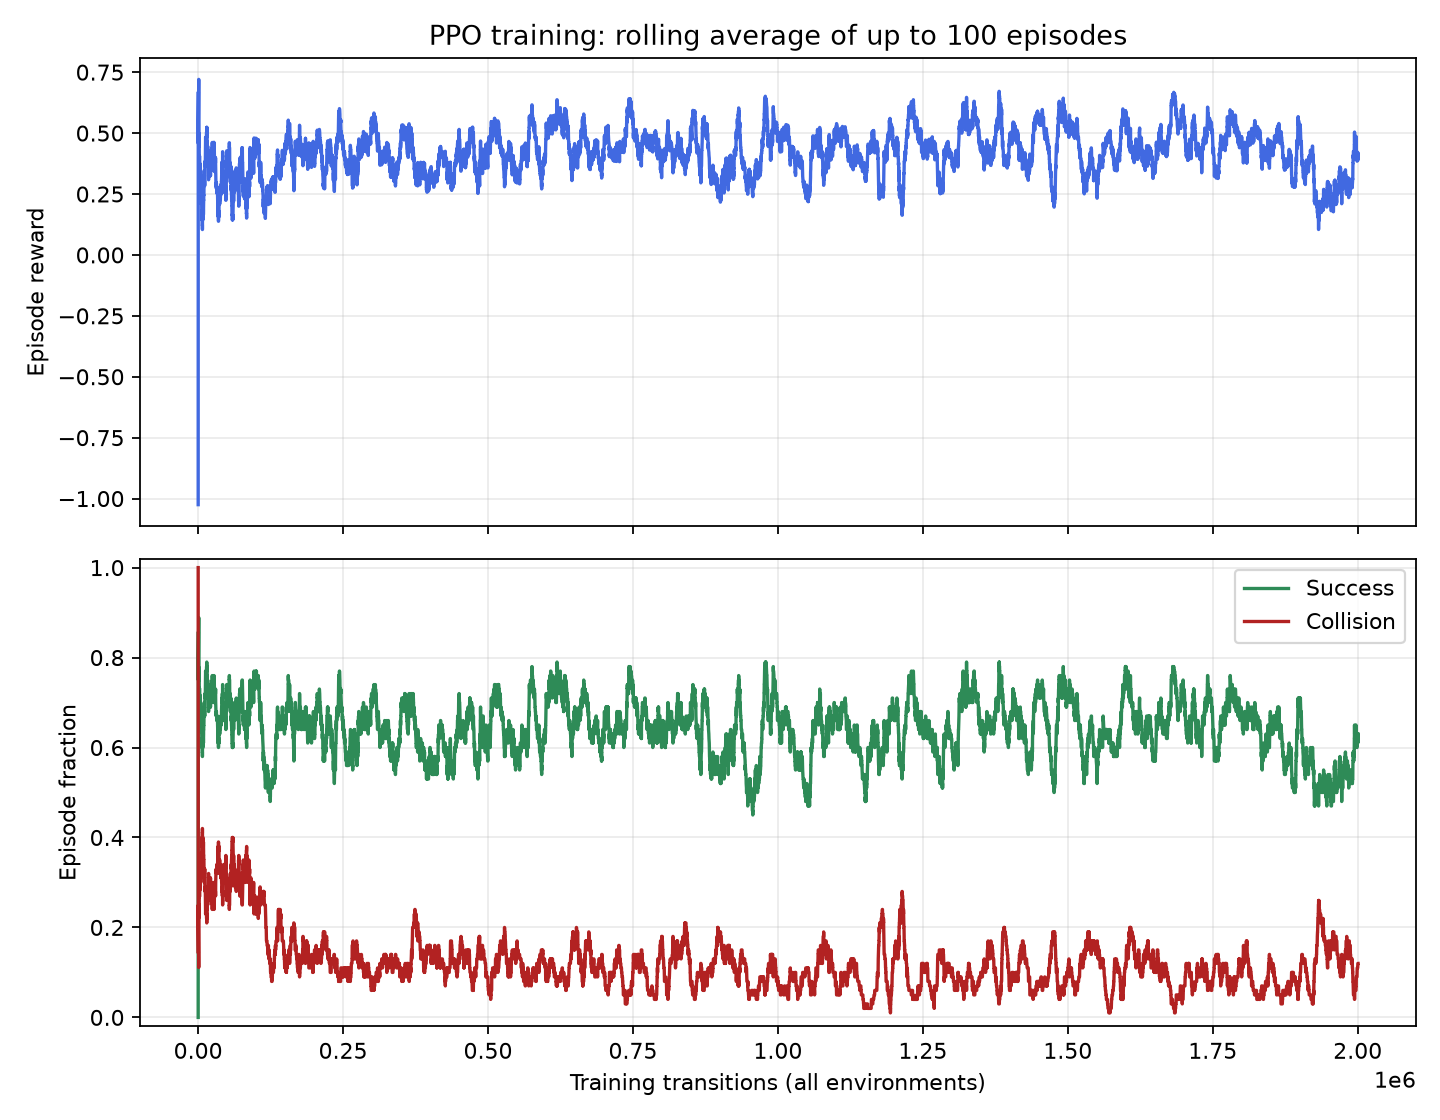 PPO training: rolling average of up to 100 episodes
Episode reward
0.75
0.50
0.25
0.00
−0.25
−0.50
−0.75
−1.00
Episode fraction
1.0
0.8
0.6
0.4
0.2
0.0
Success
Collision
0.00 0.25 0.50 0.75 1.00 1.25 1.50 1.75 2.00
Training transitions (all environments)
1e6